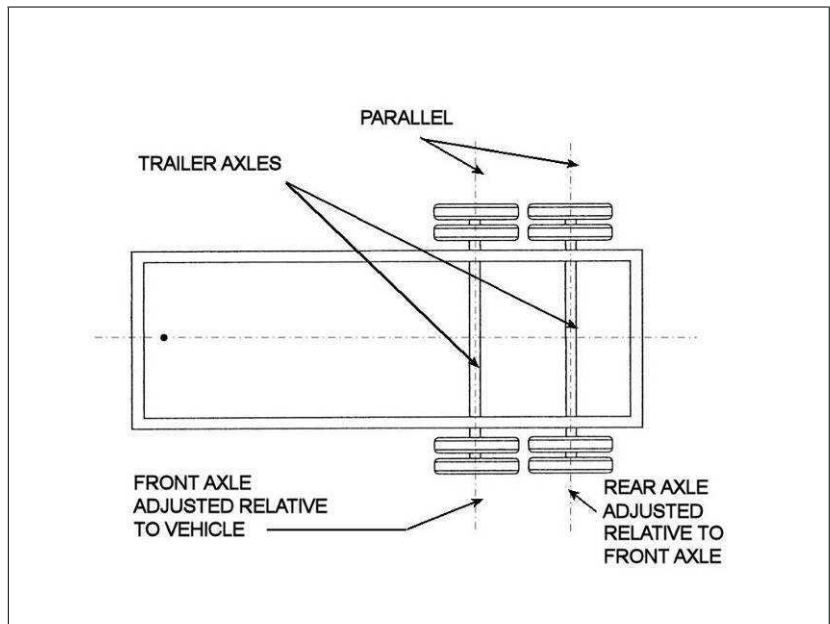 PARALLEL
TRAILER AXLES
FRONT AXLE
ADJUSTED RELATIVE
TO VEHICLE
REAR AXLE
ADJUSTED
RELATIVE TO
FRONT AXLE